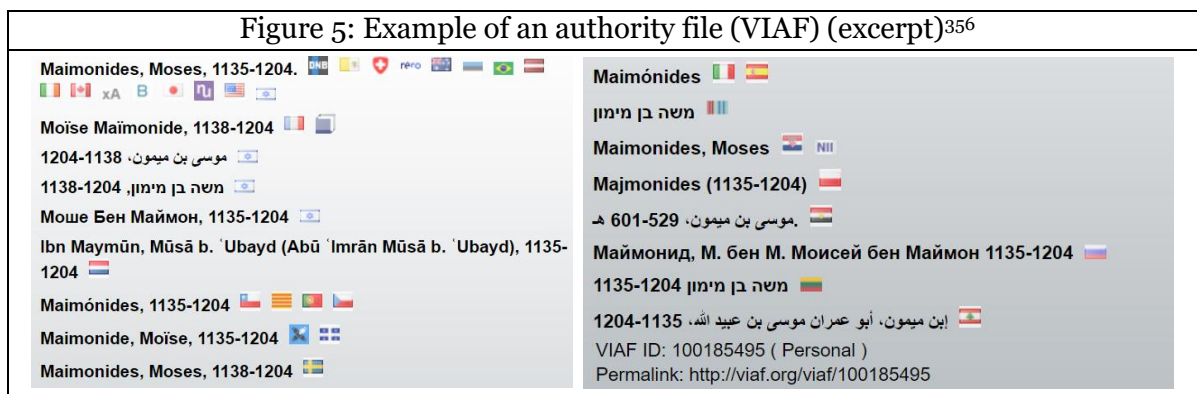 Figure 5: Example of an authority file (VIAF) (excerpt)356
Maimonides, Moses, 1135-1204. DNB rero
xA B
Moïse Maïmonide, 1138-1204
موسى بن ميمون، 1138-1204
משה בן מימון, 1138-1204
Моше Бен Маймон, 1135-1204
Ibn Maymūn, Mūsā b. ʿUbayd (Abū ʿImrān Mūsā b. ʿUbayd), 1135-
1204
Maimónides, 1135-1204
Maimonide, Moïse, 1135-1204
Maimonides, Moses, 1138-1204
Maimónides
משה בן מימון
Maimonides, Moses NII
Majmonides (1135-1204)
موسى بن ميمون، 529-601 هـ.
Маймонид, М. бен М. Моисей бен Маймон 1135-1204
משה בן מימון 1135-1204
إبن ميمون، أبو عمران موسى بن عبيد الله، 1135-1204
VIAF ID: 100185495 ( Personal )
Permalink: http://viaf.org/viaf/100185495